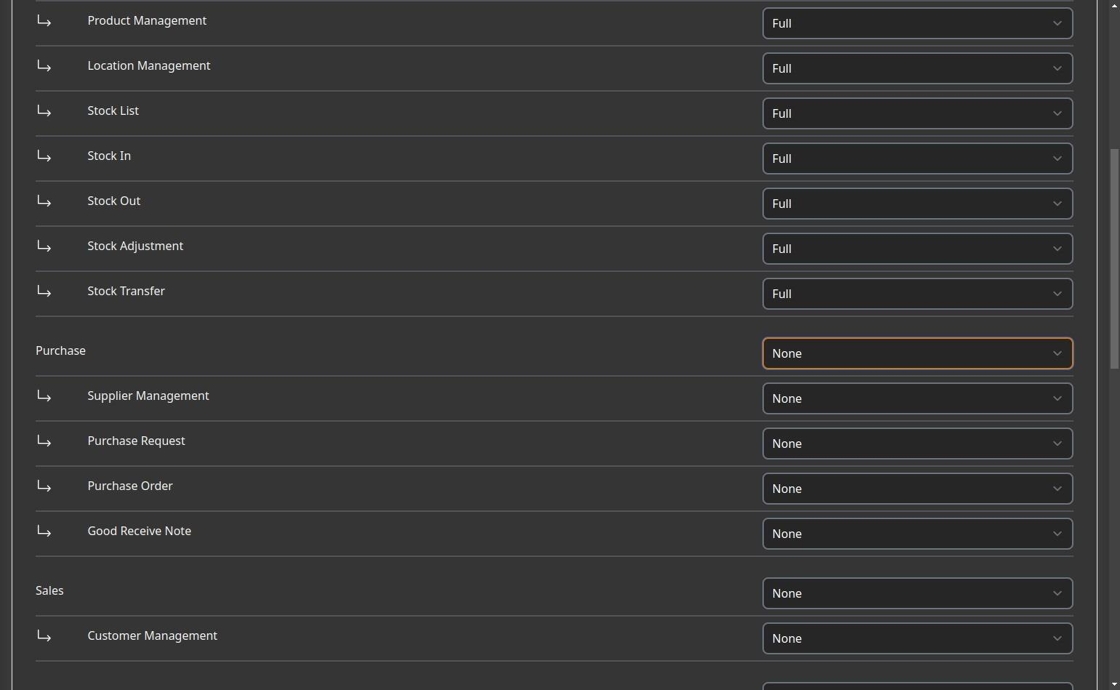 Product Management Full
Location Management Full
Stock List Full
Stock In Full
Stock Out Full
Stock Adjustment Full
Stock Transfer Full
Purchase None
Supplier Management None
Purchase Request None
Purchase Order None
Good Receive Note None
Sales None
Customer Management None